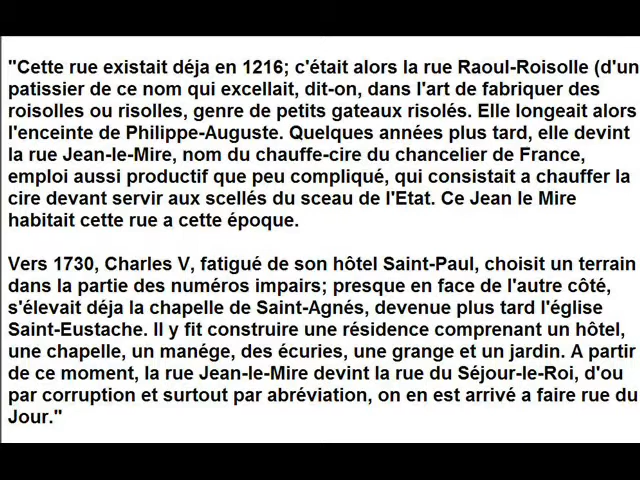 "Cette rue existait déja en 1216; c'était alors la rue Raoul-Roisolle (d'un
patissier de ce nom qui excellait, dit-on, dans l'art de fabriquer des
roisolles ou risolles, genre de petits gateaux risolés. Elle longeait alors
l'enceinte de Philippe-Auguste. Quelques années plus tard, elle devint
la rue Jean-le-Mire, nom du chauffe-cire du chancelier de France,
emploi aussi productif que peu compliqué, qui consistait a chauffer la
cire devant servir aux scellés du sceau de l'Etat. Ce Jean le Mire
habitait cette rue a cette époque.
Vers 1730, Charles V, fatigué de son hôtel Saint-Paul, choisit un terrain
dans la partie des numéros impairs; presque en face de l'autre côté,
s'élevait déja la chapelle de Saint-Agnés, devenue plus tard l'église
Saint-Eustache. Il y fit construire une résidence comprenant un hôtel,
une chapelle, un manége, des écuries, une grange et un jardin. A partir
de ce moment, la rue Jean-le-Mire devint la rue du Séjour-le-Roi, d'ou
par corruption et surtout par abréviation, on en est arrivé a faire rue du
Jour."